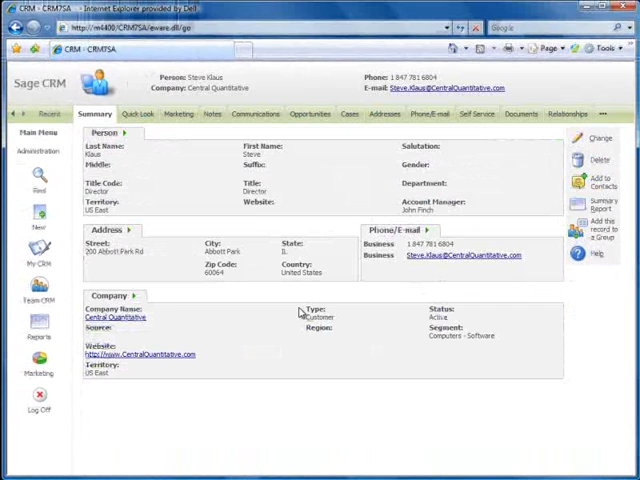 CRM - CRM7SA - Internet Explorer provided by Dell
http://m4400/CRM7SA/eware.dll/go
Google
CRM - CRM7SA
Page
Tools
Sage CRM
Person: Steve Klaus
Company: Central Quantitative
Phone: 1 847 781 6804
E-mail: Steve.Klaus@CentralQuantitative.com
Recent
Summary
Quick Look
Marketing
Notes
Communications
Opportunities
Cases
Addresses
Phone/E-mail
Self Service
Documents
Relationships
•••
Main Menu
Administration
Find
New
My CRM
Team CRM
Reports
Marketing
Log Off
Person
Last Name:
Klaus
First Name:
Steve
Salutation:
Middle:
Suffix:
Gender:
Title Code:
Director
Title:
Director
Department:
Territory:
US East
Website:
Account Manager:
John Finch
Address
Street:
200 Abbott Park Rd
City:
Abbott Park
State:
IL
Zip Code:
60064
Country:
United States
Phone/E-mail
Business 1 847 781 6804
Business Steve.Klaus@CentralQuantitative.com
Company
Company Name:
Central Quantitative
Type:
Customer
Status:
Active
Source:
Region:
Segment:
Computers - Software
Website:
http://www.CentralQuantitative.com
Territory:
US East
Change
Delete
Add to
Contacts
Summary
Report
Add this
record to
a Group
Help